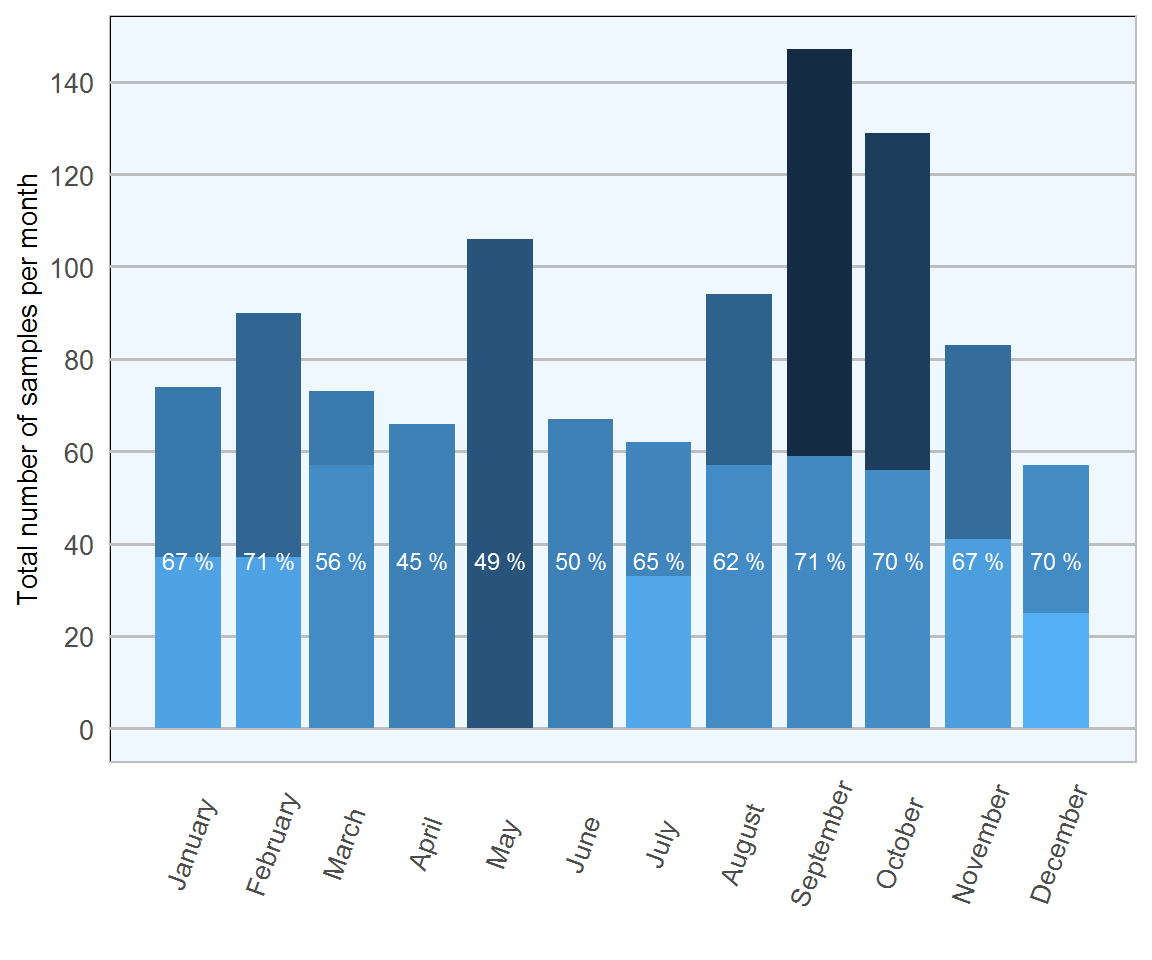 Total number of samples per month
140
120
100
80
60
40
20
0
67 %
71 %
56 %
45 %
49 %
50 %
65 %
62 %
71 %
70 %
67 %
70 %
January
February
March
April
May
June
July
August
September
October
November
December